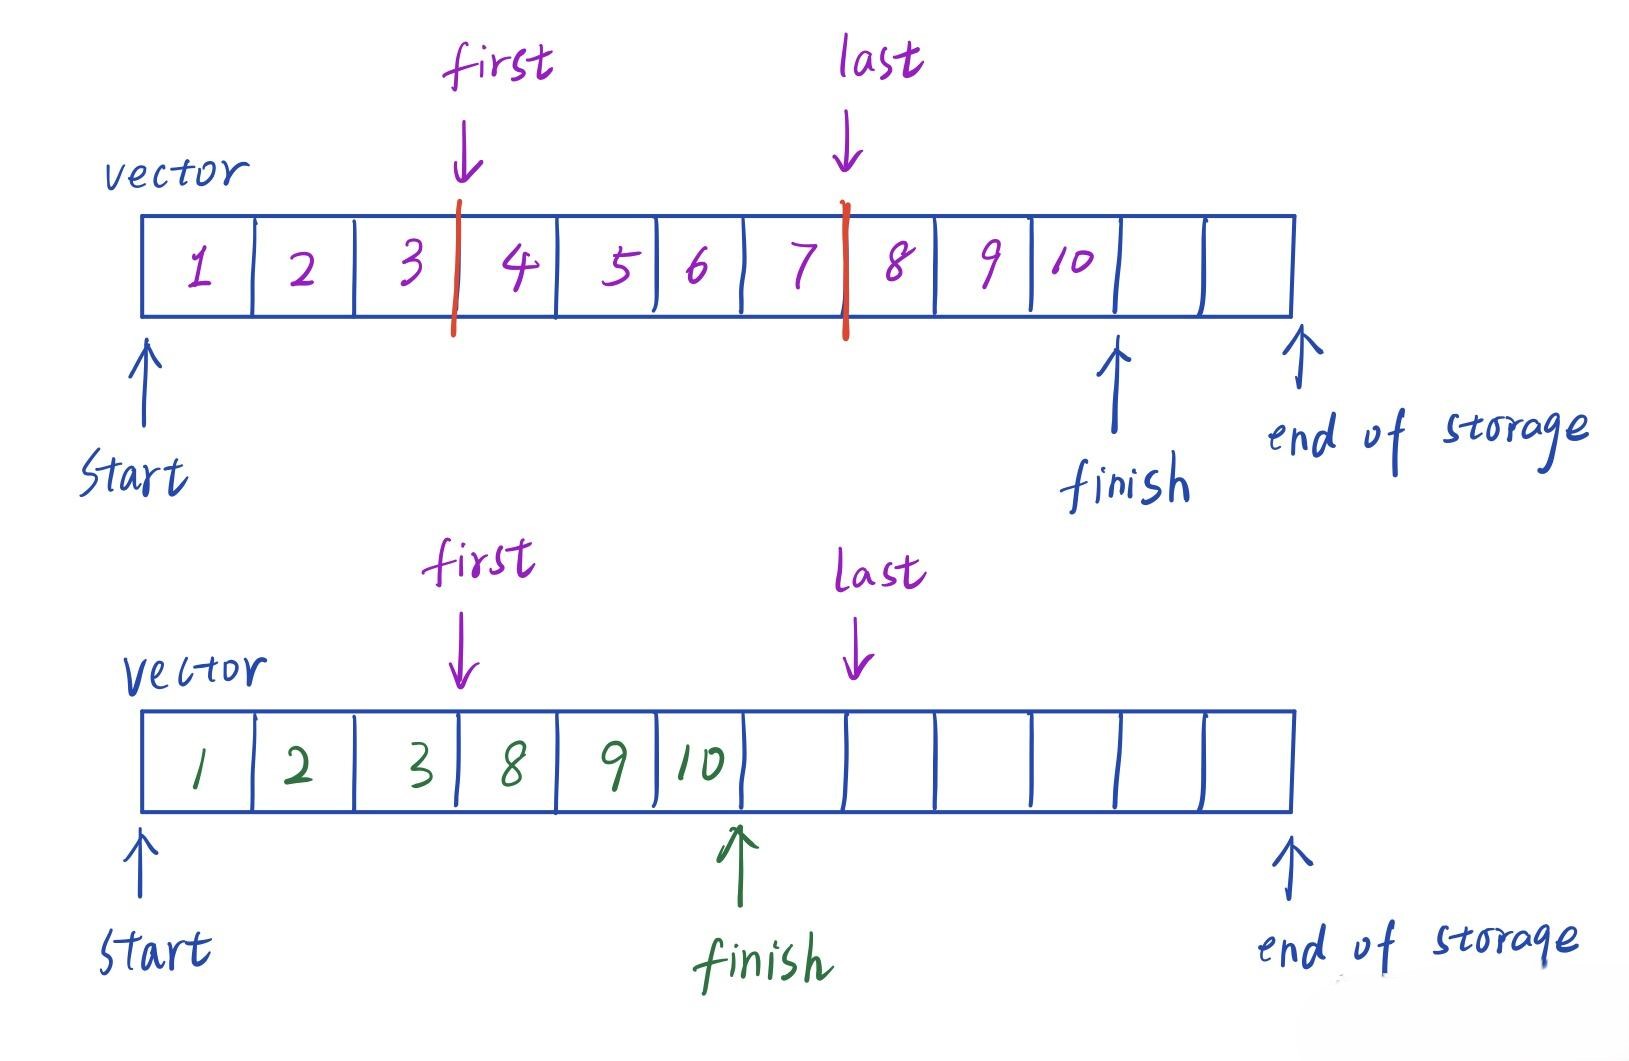 first last
vector
1 2 3 4 5 6 7 8 9 10
start finish end of storage
first last
vector
1 2 3 8 9 10
start finish end of storage